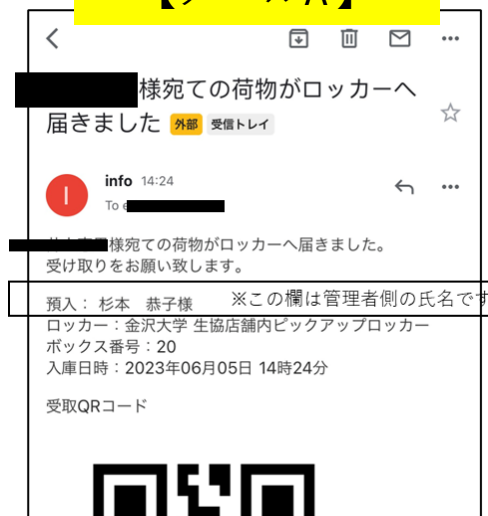 様宛ての荷物がロッカーへ
届きました 外部 受信トレイ
info 14:24
To
様宛ての荷物がロッカーへ届きました。
受け取りをお願い致します。
預入： 杉本 恭子様 ※この欄は管理者側の氏名です
ロッカー：金沢大学 生協店舗内ピックアップロッカー
ボックス番号：20
入庫日時：2023年06月05日 14時24分
受取QRコード